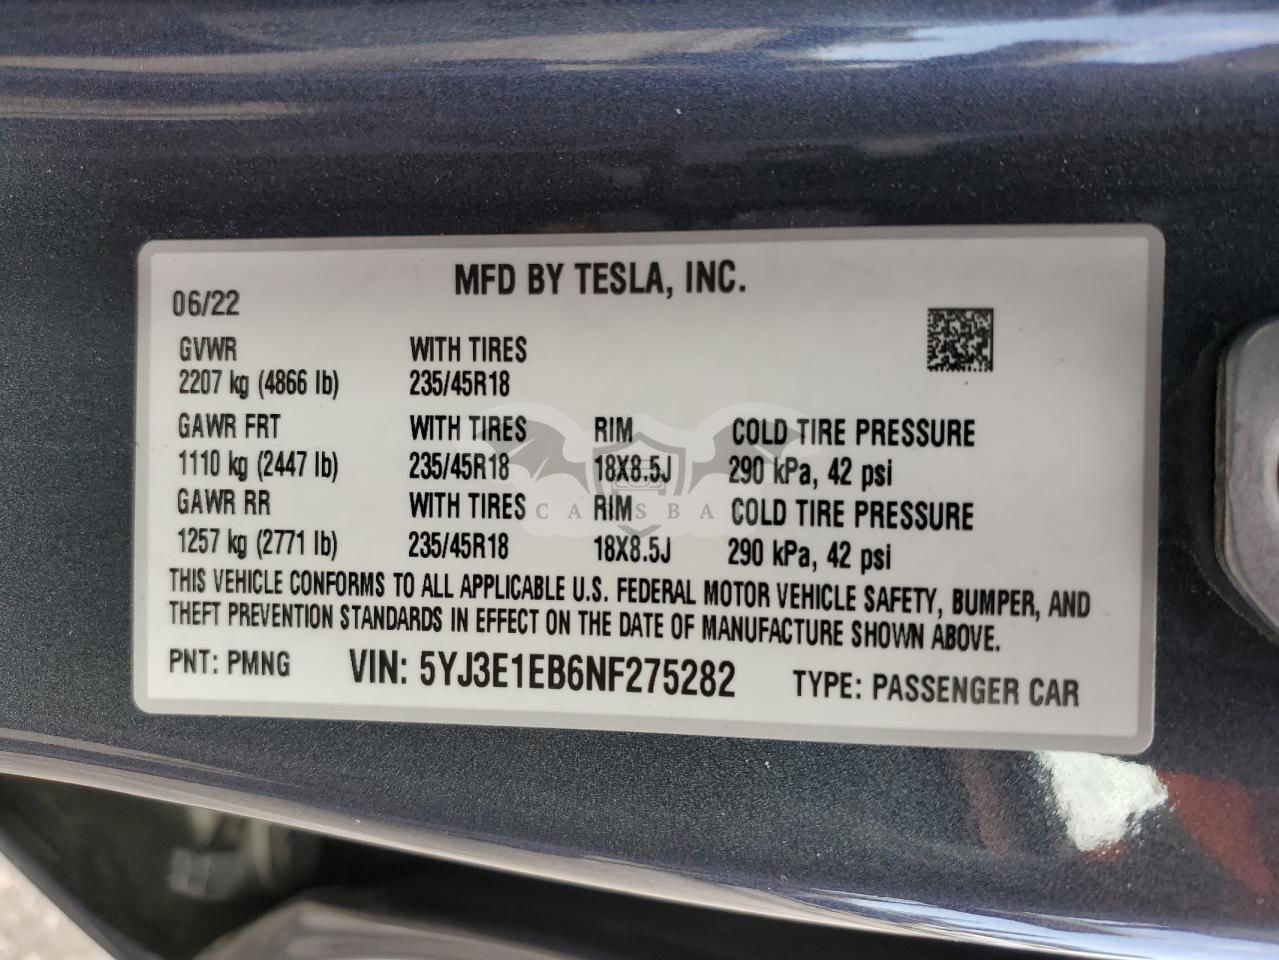 MFD BY TESLA, INC.
06/22
GVWR WITH TIRES
2207 kg (4866 lb) 235/45R18
GAWR FRT WITH TIRES RIM COLD TIRE PRESSURE
1110 kg (2447 lb) 235/45R18 18X8.5J 290 kPa, 42 psi
GAWR RR WITH TIRES RIM COLD TIRE PRESSURE
1257 kg (2771 lb) 235/45R18 18X8.5J 290 kPa, 42 psi
THIS VEHICLE CONFORMS TO ALL APPLICABLE U.S. FEDERAL MOTOR VEHICLE SAFETY, BUMPER, AND
THEFT PREVENTION STANDARDS IN EFFECT ON THE DATE OF MANUFACTURE SHOWN ABOVE.
PNT: PMNG VIN: 5YJ3E1EB6NF275282 TYPE: PASSENGER CAR